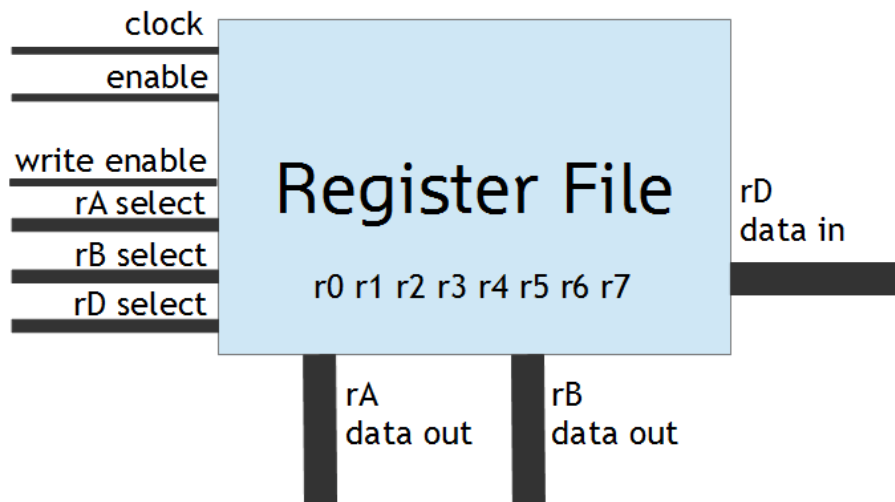 clock
enable
write enable
rA select
rB select
rD select
Register File
r0 r1 r2 r3 r4 r5 r6 r7
rD
data in
rA
data out
rB
data out